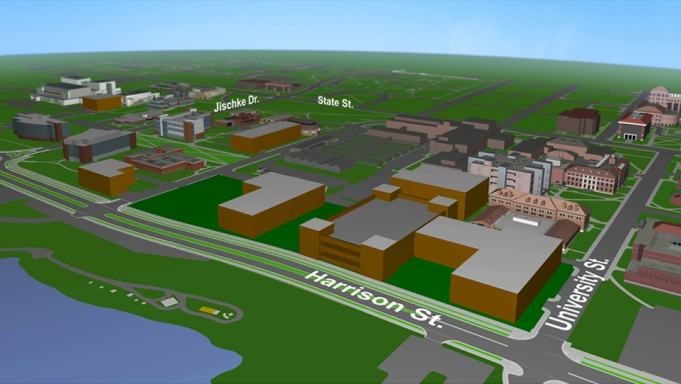 Jischke Dr.
State St.
Harrison St.
University St.